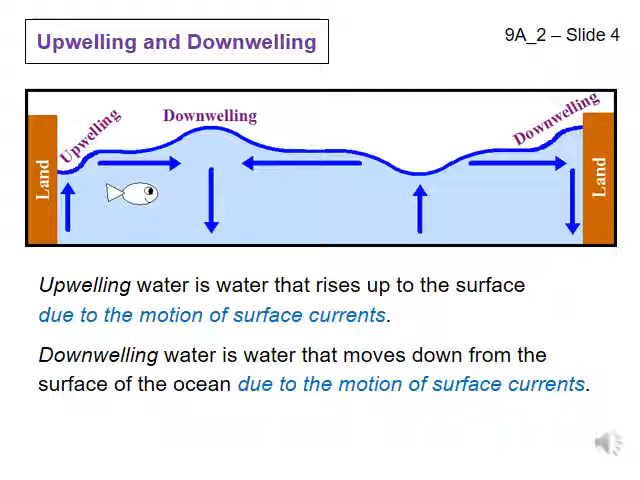 Upwelling and Downwelling
9A_2 – Slide 4
Upwelling
Downwelling
Downwelling
Land
Land
Upwelling water is water that rises up to the surface
due to the motion of surface currents.
Downwelling water is water that moves down from the
surface of the ocean due to the motion of surface currents.